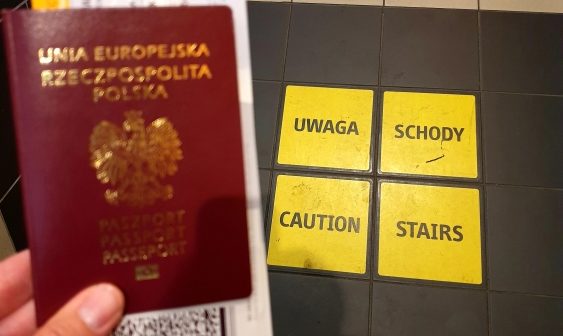 UNIA EUROPEJSKA
RZECZPOSPOLITA
POLSKA
PASZPORT
PASSPORT
PASSEPORT
UWAGA
SCHODY
CAUTION
STAIRS